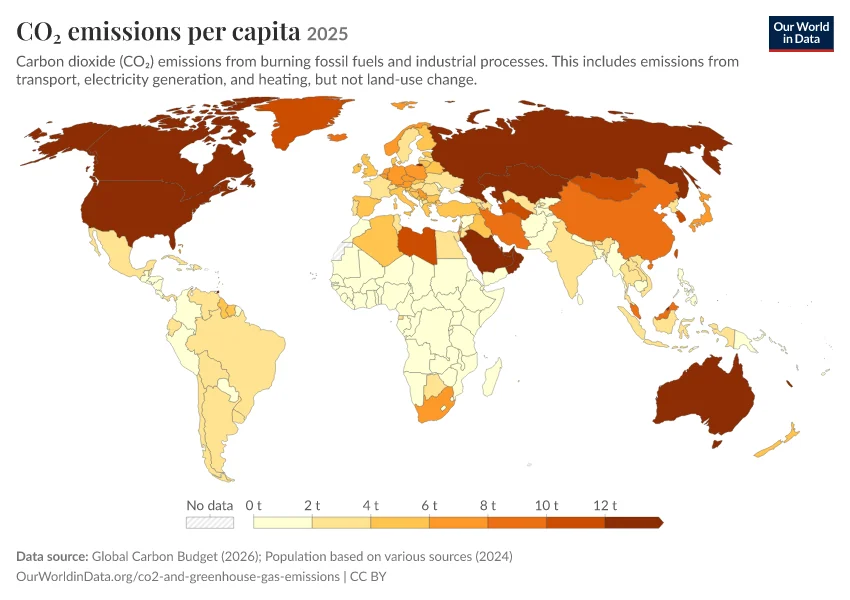 CO₂ emissions per capita 2025
Our World
in Data
Carbon dioxide (CO₂) emissions from burning fossil fuels and industrial processes. This includes emissions from
transport, electricity generation, and heating, but not land-use change.
No data 0 t 2 t 4 t 6 t 8 t 10 t 12 t
Data source: Global Carbon Budget (2026); Population based on various sources (2024)
OurWorldinData.org/co2-and-greenhouse-gas-emissions | CC BY